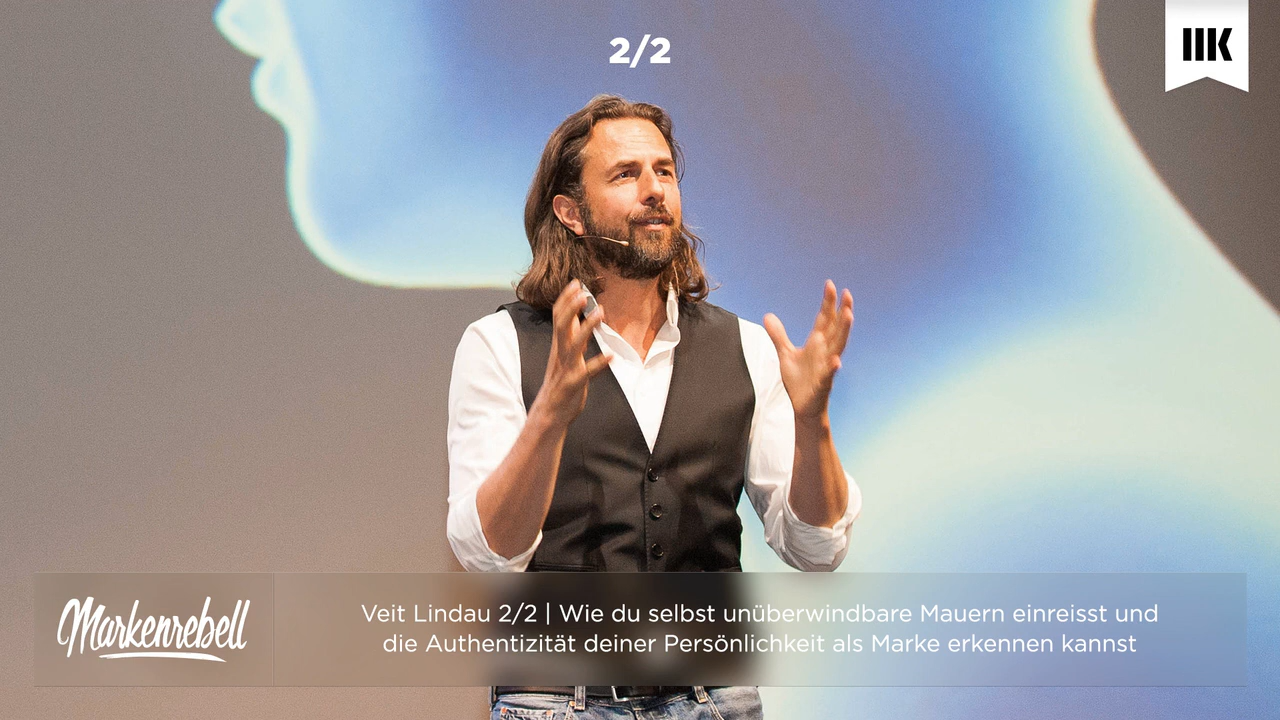 2/2
IIK
Markenrebell
Veit Lindau 2/2 | Wie du selbst unüberwindbare Mauern einreisst und
die Authentizität deiner Persönlichkeit als Marke erkennen kannst